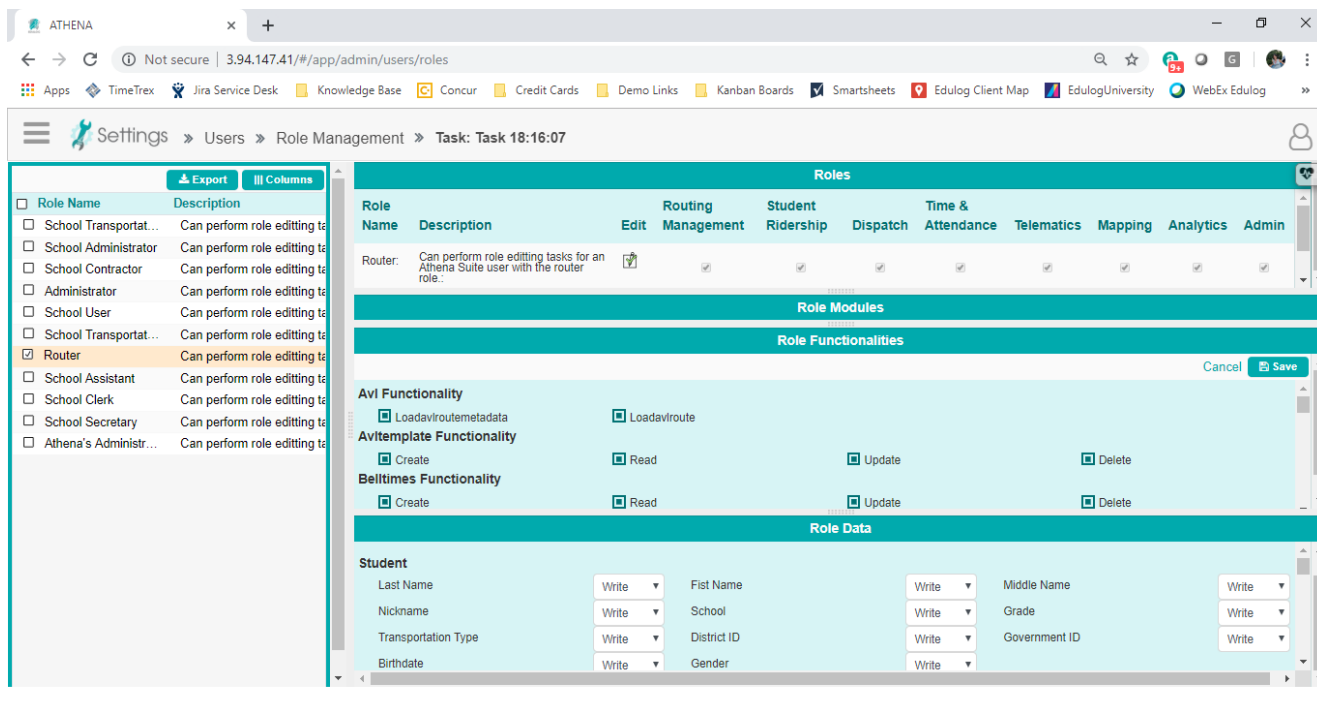 ATHENA
Not secure | 3.94.147.41/#/app/admin/users/roles
Apps TimeTrex Jira Service Desk Knowledge Base Concur Credit Cards Demo Links Kanban Boards Smartsheets Edulog Client Map EdulogUniversity WebEx Edulog »
Settings » Users » Role Management » Task: Task 18:16:07
Export Columns
Role Name Description
School Transportat... Can perform role editting ta
School Administrator Can perform role editting ta
School Contractor Can perform role editting ta
Administrator Can perform role editting ta
School User Can perform role editting ta
School Transportat... Can perform role editting ta
Router Can perform role editting ta
School Assistant Can perform role editting ta
School Clerk Can perform role editting ta
School Secretary Can perform role editting ta
Athena's Administr... Can perform role editting ta
Roles
Role Name Description Edit Routing Management Student Ridership Dispatch Time & Attendance Telematics Mapping Analytics Admin
Router: Can perform role editting tasks for an
Athena Suite user with the router
role.:
Role Modules
Role Functionalities
Cancel Save
Avl Functionality
Loadavlroutemetadata Loadavlroute
Avltemplate Functionality
Create Read Update Delete
Belltimes Functionality
Create Read Update Delete
Role Data
Student
Last Name Write Fist Name Write Middle Name Write
Nickname Write School Write Grade Write
Transportation Type Write District ID Write Government ID Write
Birthdate Write Gender Write